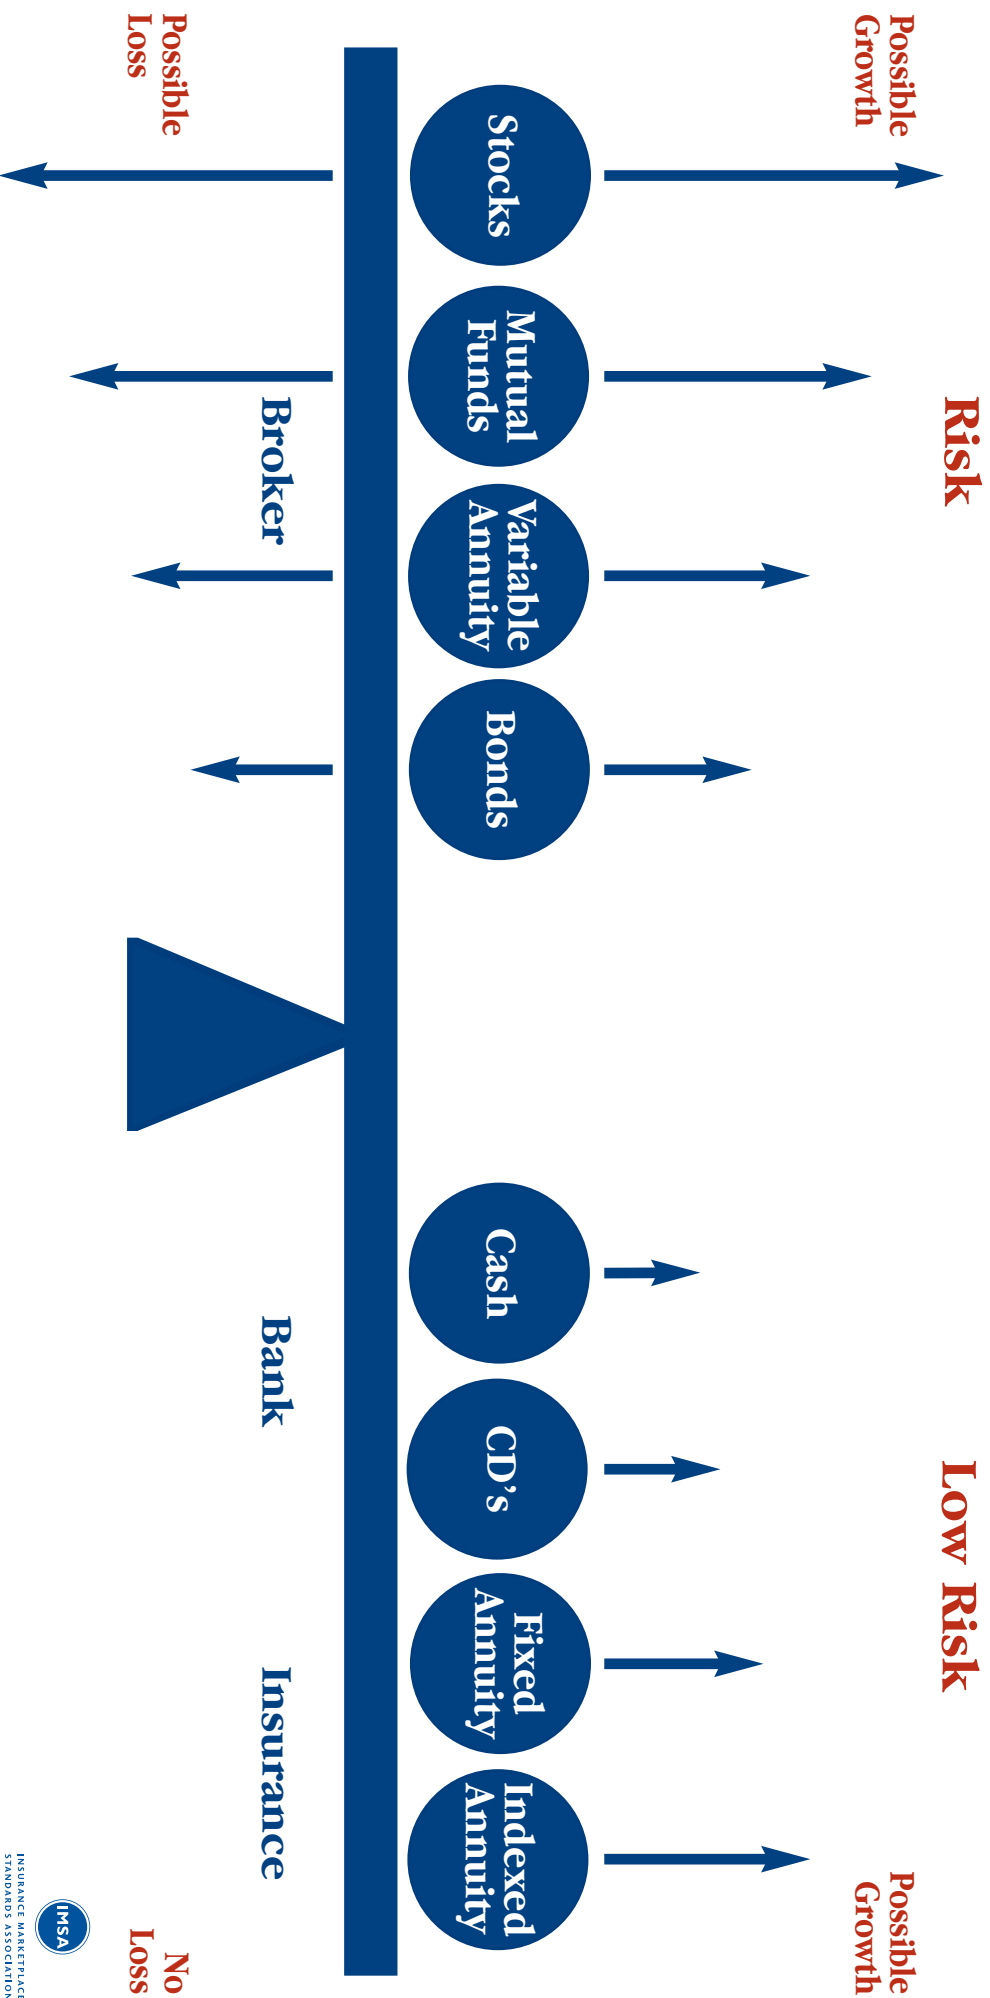 Risk
Low Risk
Possible
Growth
Possible
Growth
Stocks
Mutual
Funds
Variable
Annuity
Bonds
Cash
CD’s
Fixed
Annuity
Indexed
Annuity
Broker
Bank
Insurance
Possible
Loss
No
Loss
IMSA
INSURANCE MARKETPLACE
STANDARDS ASSOCIATION